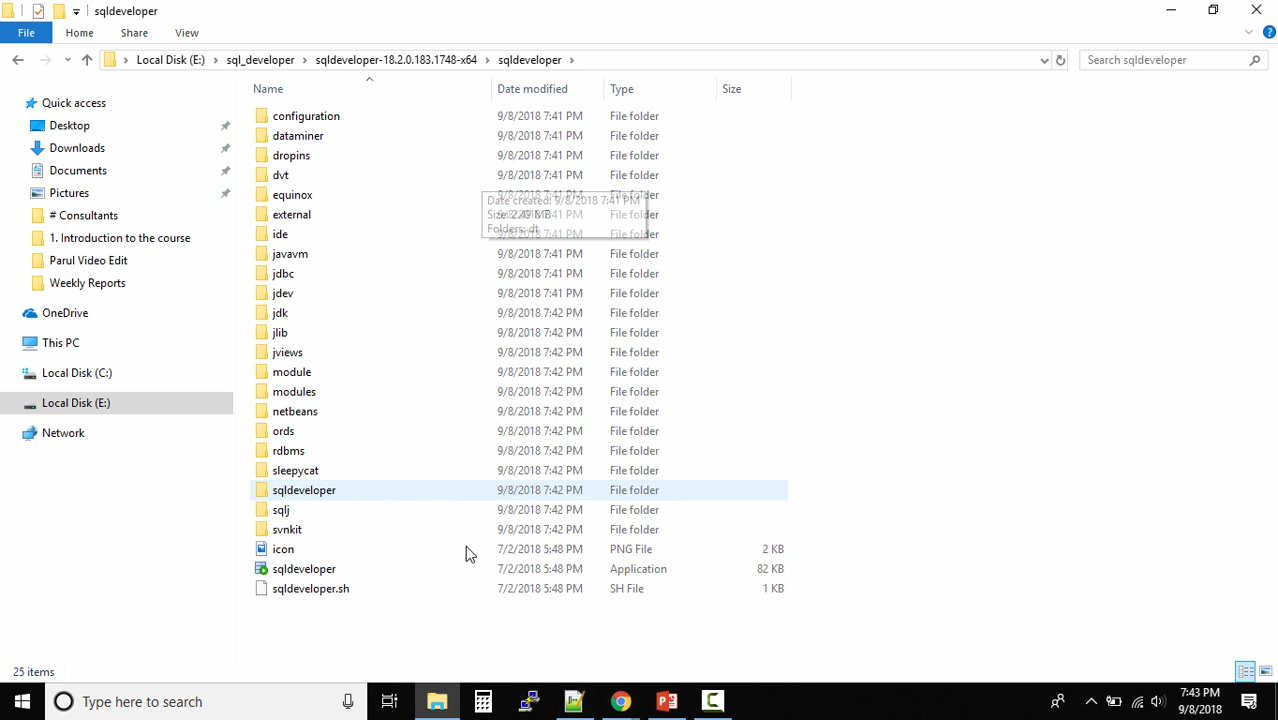 sqldeveloper
File Home Share View
Local Disk (E:) sql_developer sqldeveloper-18.2.0.183.1748-x64 sqldeveloper
Search sqldeveloper
Name Date modified Type Size
Quick access
Desktop
Downloads
Documents
Pictures
# Consultants
1. Introduction to the course
Parul Video Edit
Weekly Reports
OneDrive
This PC
Local Disk (C:)
Local Disk (E:)
Network
configuration 9/8/2018 7:41 PM File folder
dataminer 9/8/2018 7:41 PM File folder
dropins 9/8/2018 7:41 PM File folder
dvt 9/8/2018 7:41 PM File folder
equinox 9/8/2018 7:41 PM File folder
external 9/8/2018 7:41 PM File folder
ide 9/8/2018 7:41 PM File folder
Date created: 9/8/2018 7:41 PM
Size: 2.49 MB
Folders: dt
javavm 9/8/2018 7:41 PM File folder
jdbc 9/8/2018 7:41 PM File folder
jdev 9/8/2018 7:41 PM File folder
jdk 9/8/2018 7:42 PM File folder
jlib 9/8/2018 7:42 PM File folder
jviews 9/8/2018 7:42 PM File folder
module 9/8/2018 7:42 PM File folder
modules 9/8/2018 7:42 PM File folder
netbeans 9/8/2018 7:42 PM File folder
ords 9/8/2018 7:42 PM File folder
rdbms 9/8/2018 7:42 PM File folder
sleepycat 9/8/2018 7:42 PM File folder
sqldeveloper 9/8/2018 7:42 PM File folder
sqlj 9/8/2018 7:42 PM File folder
svnkit 9/8/2018 7:42 PM File folder
icon 7/2/2018 5:48 PM PNG File 2 KB
sqldeveloper 7/2/2018 5:48 PM Application 82 KB
sqldeveloper.sh 7/2/2018 5:48 PM SH File 1 KB
25 items
Type here to search
7:43 PM
9/8/2018